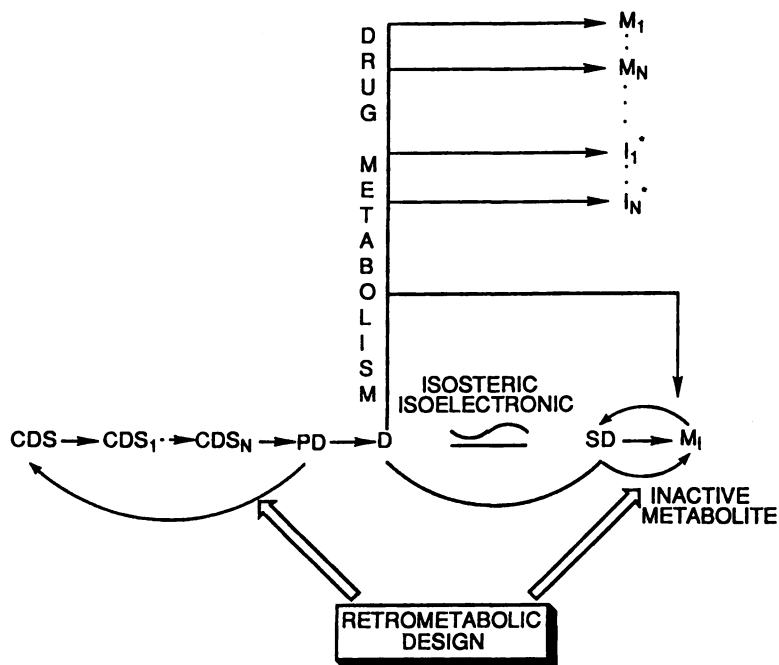 DRUG METABOLISM
M1
MN
I1*
IN*
ISOSTERIC
ISOELECTRONIC
CDS CDS1 CDSN PD D SD MI
INACTIVE
METABOLITE
RETROMETABOLIC
DESIGN